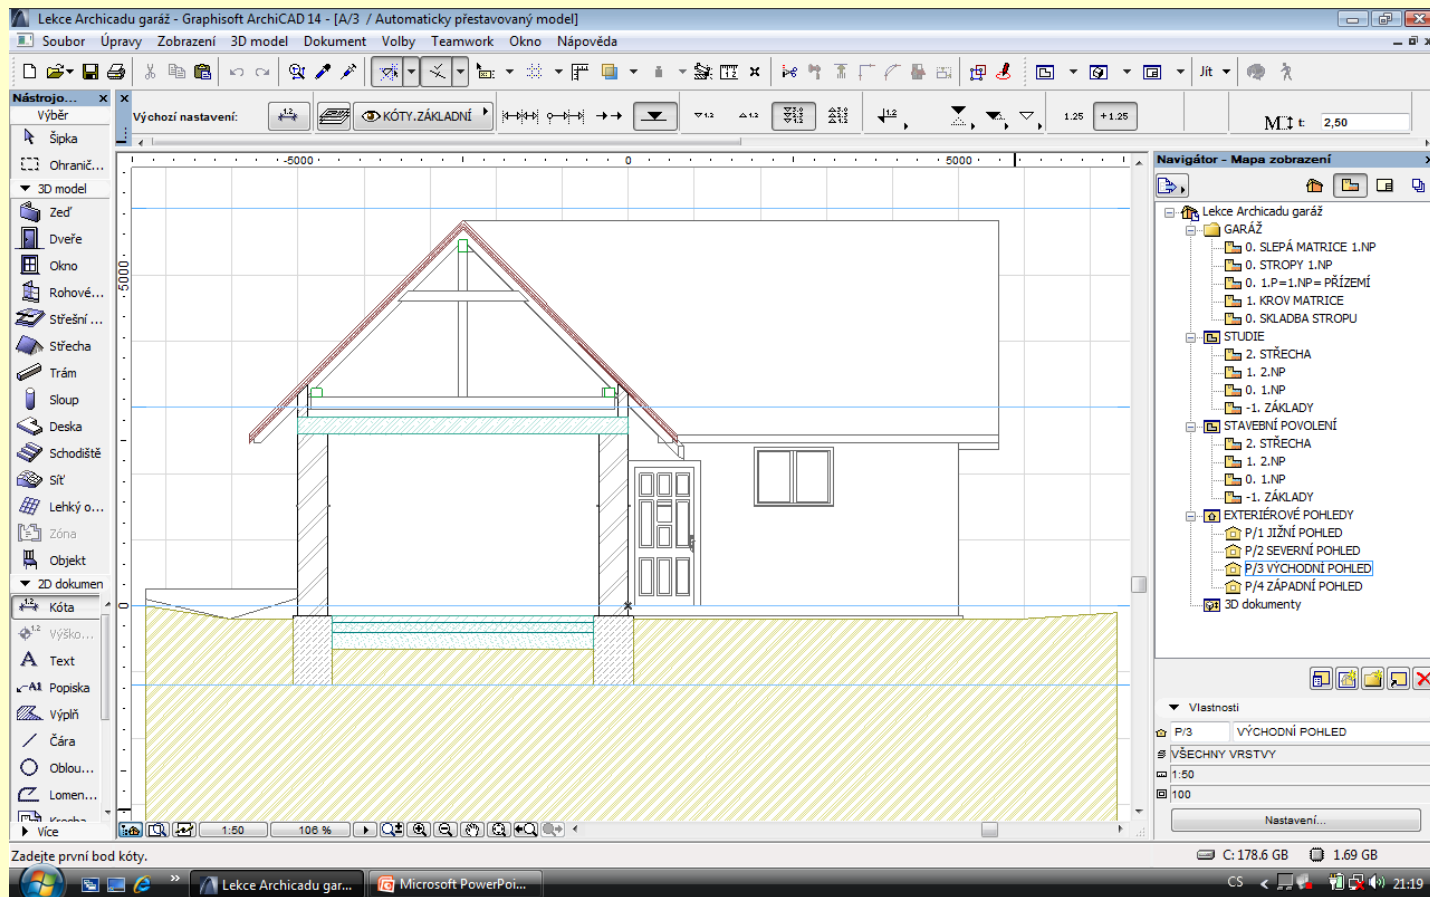 Lekce Archicadu garáž - Graphisoft ArchiCAD 14 - [A/3 / Automaticky přestavovaný model]
Soubor Úpravy Zobrazení 3D model Dokument Volby Teamwork Okno Nápověda
Jít
Nástrojo...
Výběr
Šipka
Ohranič...
3D model
Zeď
Dveře
Okno
Rohové...
Střešní ...
Střecha
Trám
Sloup
Deska
Schodiště
Síť
Lehký o...
Zóna
Objekt
2D dokumen
Kóta
Výško...
Text
Popiska
Výplň
Čára
Oblou...
Lomen...
Kresba
Více
Výchozí nastavení:
KÓTY.ZÁKLADNÍ
1.2
1.2
1.25
+1.25
t:
2,50
-5000
0
5000
5000
0
1:50
106 %
Navigátor - Mapa zobrazení
Lekce Archicadu garáž
GARÁŽ
0. SLEPÁ MATRICE 1.NP
0. STROPY 1.NP
0. 1.P=1.NP= PŘÍZEMÍ
1. KROV MATRICE
0. SKLADBA STROPU
STUDIE
2. STŘECHA
1. 2.NP
0. 1.NP
-1. ZÁKLADY
STAVEBNÍ POVOLENÍ
2. STŘECHA
1. 2.NP
0. 1.NP
-1. ZÁKLADY
EXTERIÉROVÉ POHLEDY
P/1 JIŽNÍ POHLED
P/2 SEVERNÍ POHLED
P/3 VÝCHODNÍ POHLED
P/4 ZÁPADNÍ POHLED
3D dokumenty
Vlastnosti
P/3 VÝCHODNÍ POHLED
VŠECHNY VRSTVY
1:50
100
Nastavení...
Zadejte první bod kóty.
C: 178.6 GB 1.69 GB
Lekce Archicadu gar...
Microsoft PowerPoi...
CS
21:19